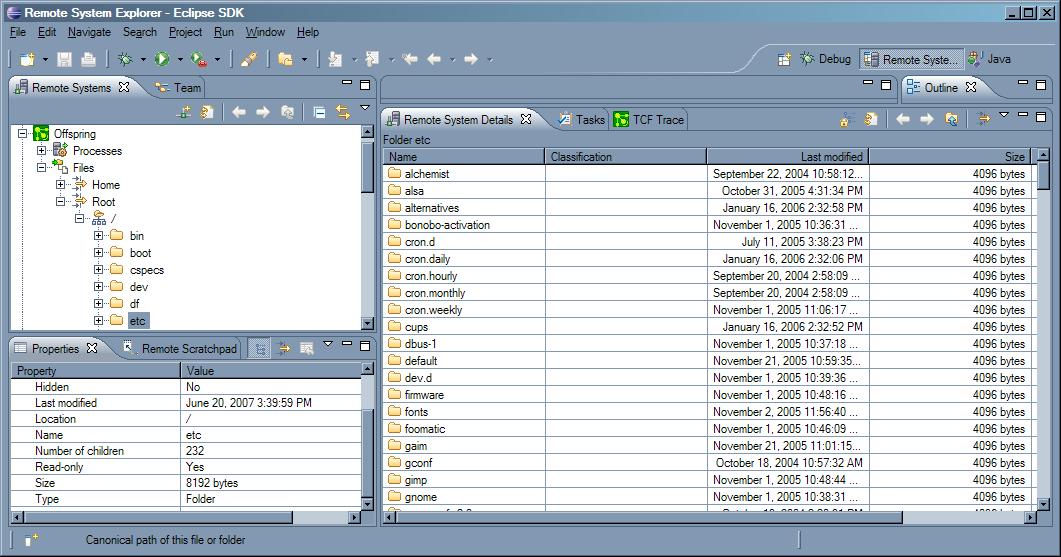 Remote System Explorer - Eclipse SDK
File Edit Navigate Search Project Run Window Help
Debug Remote Syste... Java
Remote Systems Team
Offspring
Processes
Files
Home
Root
/
bin
boot
cspecs
dev
df
etc
Properties Remote Scratchpad
Property Value
Hidden No
Last modified June 20, 2007 3:39:59 PM
Location /
Name etc
Number of children 232
Read-only Yes
Size 8192 bytes
Type Folder
Outline
Remote System Details Tasks TCF Trace
Folder etc
Name Classification Last modified Size
alchemist September 22, 2004 10:58:12... 4096 bytes
alsa October 31, 2005 4:31:34 PM 4096 bytes
alternatives January 16, 2006 2:32:58 PM 4096 bytes
bonobo-activation November 1, 2005 10:36:31 ... 4096 bytes
cron.d July 11, 2005 3:38:23 PM 4096 bytes
cron.daily January 16, 2006 2:32:06 PM 4096 bytes
cron.hourly September 20, 2004 2:58:09 ... 4096 bytes
cron.monthly September 20, 2004 2:58:09 ... 4096 bytes
cron.weekly November 1, 2005 11:06:17 ... 4096 bytes
cups January 16, 2006 2:32:52 PM 4096 bytes
dbus-1 November 1, 2005 10:37:18 ... 4096 bytes
default November 21, 2005 10:59:35... 4096 bytes
dev.d November 1, 2005 10:39:36 ... 4096 bytes
firmware November 1, 2005 10:48:16 ... 4096 bytes
fonts November 2, 2005 11:56:40 ... 4096 bytes
foomatic November 1, 2005 10:46:09 ... 4096 bytes
gaim November 21, 2005 11:01:15... 4096 bytes
gconf October 18, 2004 10:57:32 AM 4096 bytes
gimp November 1, 2005 10:48:44 ... 4096 bytes
gnome November 1, 2005 10:38:31 ... 4096 bytes
Canonical path of this file or folder